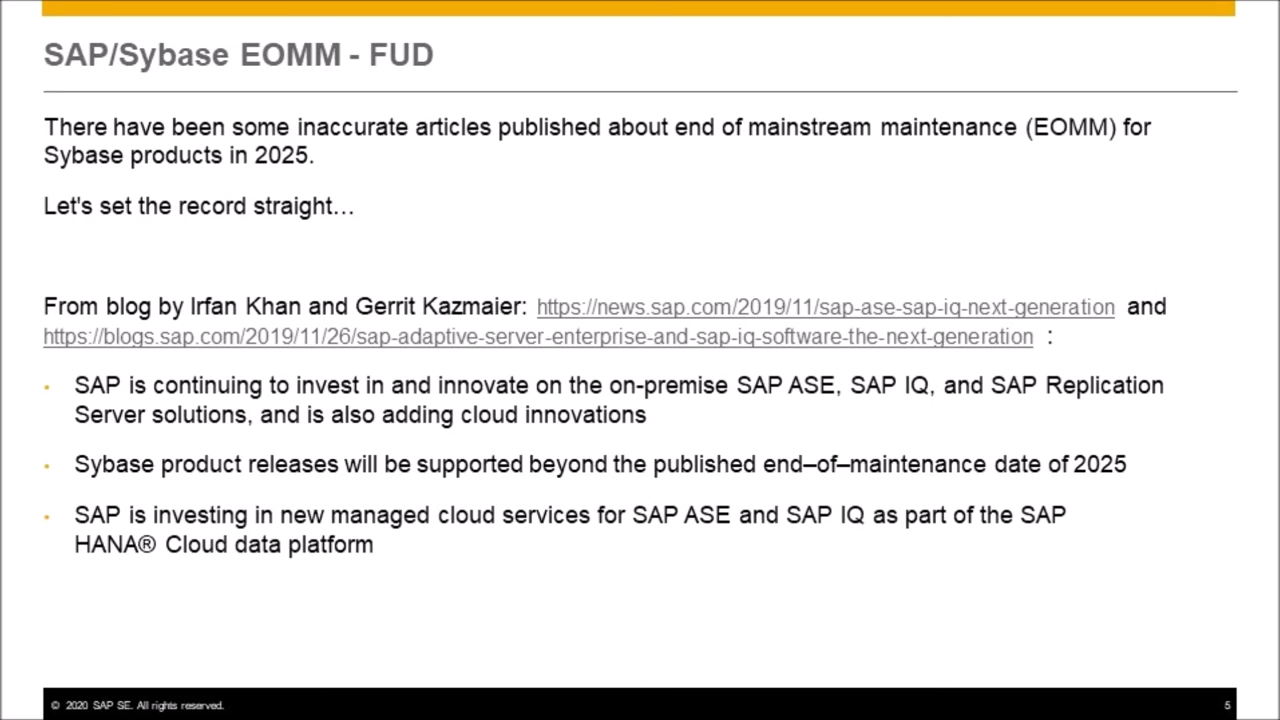 SAP/Sybase EOMM - FUD
There have been some inaccurate articles published about end of mainstream maintenance (EOMM) for
Sybase products in 2025.
Let's set the record straight…
From blog by Irfan Khan and Gerrit Kazmaier: https://news.sap.com/2019/11/sap-ase-sap-iq-next-generation and
https://blogs.sap.com/2019/11/26/sap-adaptive-server-enterprise-and-sap-iq-software-the-next-generation :
• SAP is continuing to invest in and innovate on the on-premise SAP ASE, SAP IQ, and SAP Replication
Server solutions, and is also adding cloud innovations
• Sybase product releases will be supported beyond the published end–of–maintenance date of 2025
• SAP is investing in new managed cloud services for SAP ASE and SAP IQ as part of the SAP
HANA® Cloud data platform
© 2020 SAP SE. All rights reserved. 5